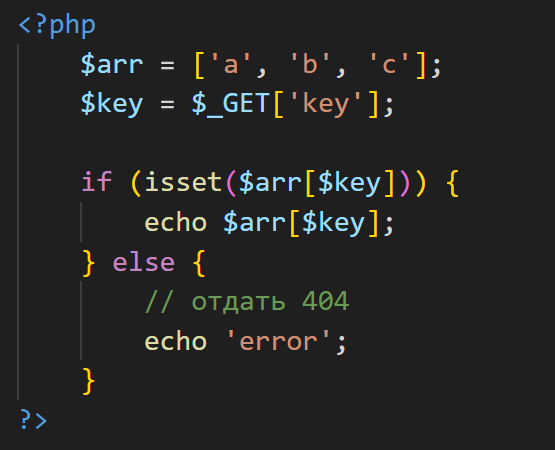 <?php
$arr = ['a', 'b', 'c'];
$key = $_GET['key'];
if (isset($arr[$key])) {
echo $arr[$key];
} else {
// отдать 404
echo 'error';
}
?>